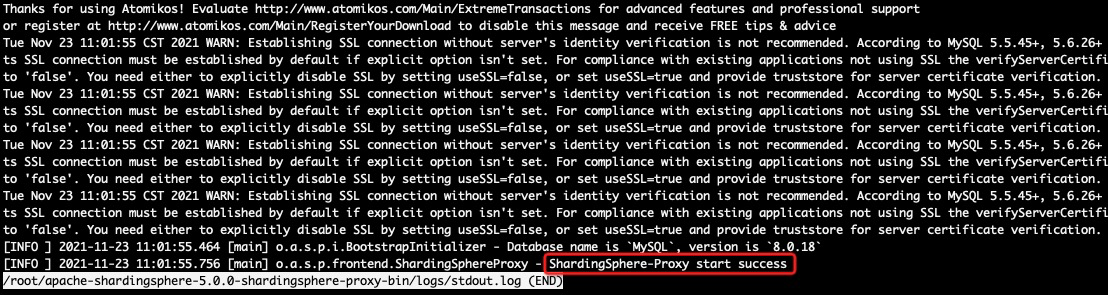 Thanks for using Atomikos! Evaluate http://www.atomikos.com/Main/ExtremeTransactions for advanced features and professional support
or register at http://www.atomikos.com/Main/RegisterYourDownload to disable this message and receive FREE tips & advice
Tue Nov 23 11:01:55 CST 2021 WARN: Establishing SSL connection without server's identity verification is not recommended. According to MySQL 5.5.45+, 5.6.26+
ts SSL connection must be established by default if explicit option isn't set. For compliance with existing applications not using SSL the verifyServerCertifi
to 'false'. You need either to explicitly disable SSL by setting useSSL=false, or set useSSL=true and provide truststore for server certificate verification.
Tue Nov 23 11:01:55 CST 2021 WARN: Establishing SSL connection without server's identity verification is not recommended. According to MySQL 5.5.45+, 5.6.26+
ts SSL connection must be established by default if explicit option isn't set. For compliance with existing applications not using SSL the verifyServerCertifi
to 'false'. You need either to explicitly disable SSL by setting useSSL=false, or set useSSL=true and provide truststore for server certificate verification.
Tue Nov 23 11:01:55 CST 2021 WARN: Establishing SSL connection without server's identity verification is not recommended. According to MySQL 5.5.45+, 5.6.26+
ts SSL connection must be established by default if explicit option isn't set. For compliance with existing applications not using SSL the verifyServerCertifi
to 'false'. You need either to explicitly disable SSL by setting useSSL=false, or set useSSL=true and provide truststore for server certificate verification.
Tue Nov 23 11:01:55 CST 2021 WARN: Establishing SSL connection without server's identity verification is not recommended. According to MySQL 5.5.45+, 5.6.26+
ts SSL connection must be established by default if explicit option isn't set. For compliance with existing applications not using SSL the verifyServerCertifi
to 'false'. You need either to explicitly disable SSL by setting useSSL=false, or set useSSL=true and provide truststore for server certificate verification.
[INFO ] 2021-11-23 11:01:55.464 [main] o.a.s.p.i.BootstrapInitializer - Database name is `MySQL`, version is `8.0.18`
[INFO ] 2021-11-23 11:01:55.756 [main] o.a.s.p.frontend.ShardingSphereProxy - ShardingSphere-Proxy start success
/root/apache-shardingsphere-5.0.0-shardingsphere-proxy-bin/logs/stdout.log (END)